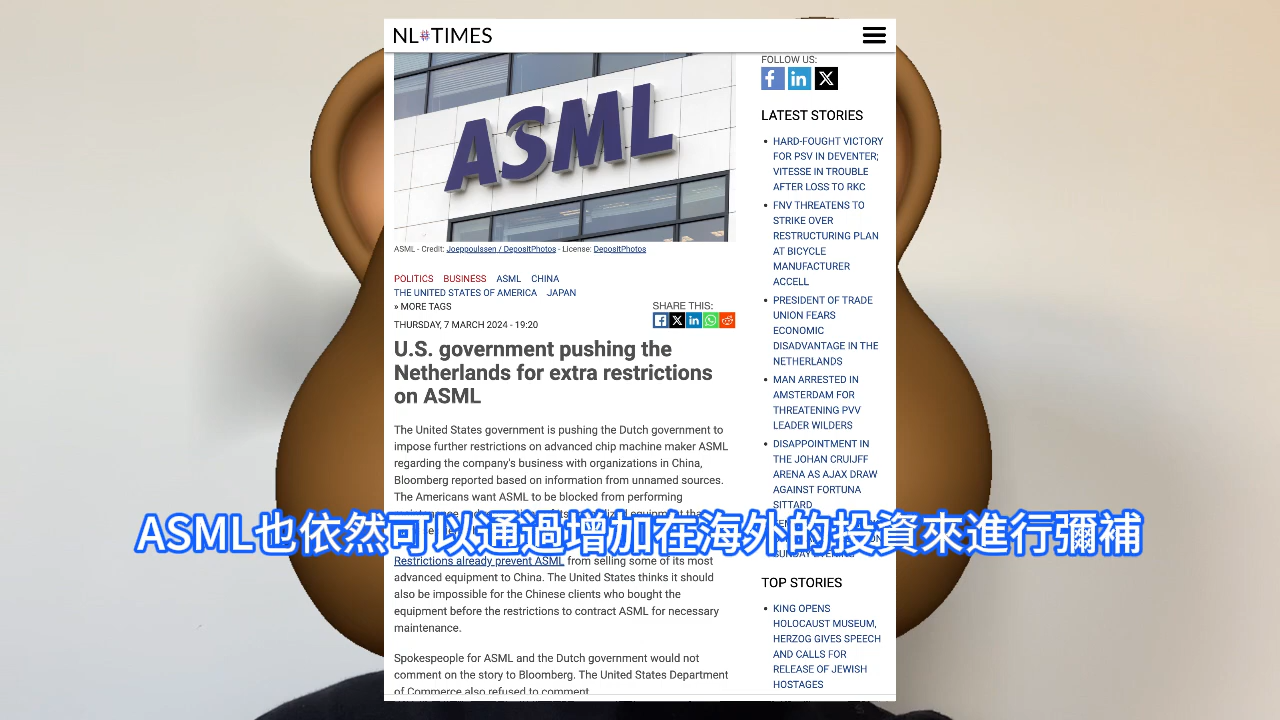 NL#TIMES
ASML
ASML - Credit: Joeppoulssen / DepositPhotos - License: DepositPhotos
POLITICS BUSINESS ASML CHINA
THE UNITED STATES OF AMERICA JAPAN
» MORE TAGS
THURSDAY, 7 MARCH 2024 - 19:20
SHARE THIS:
U.S. government pushing the
Netherlands for extra restrictions
on ASML
The United States government is pushing the Dutch government to
impose further restrictions on advanced chip machine maker ASML
regarding the company's business with organizations in China,
Bloomberg reported based on information from unnamed sources.
The Americans want ASML to be blocked from performing
Restrictions already prevent ASML from selling some of its most
advanced equipment to China. The United States thinks it should
also be impossible for the Chinese clients who bought the
equipment before the restrictions to contract ASML for necessary
maintenance.
Spokespeople for ASML and the Dutch government would not
comment on the story to Bloomberg. The United States Department
of Commerce also refused to comment.
FOLLOW US:
LATEST STORIES
HARD-FOUGHT VICTORY
FOR PSV IN DEVENTER;
VITESSE IN TROUBLE
AFTER LOSS TO RKC
FNV THREATENS TO
STRIKE OVER
RESTRUCTURING PLAN
AT BICYCLE
MANUFACTURER
ACCELL
PRESIDENT OF TRADE
UNION FEARS
ECONOMIC
DISADVANTAGE IN THE
NETHERLANDS
MAN ARRESTED IN
AMSTERDAM FOR
THREATENING PVV
LEADER WILDERS
DISAPPOINTMENT IN
THE JOHAN CRUIJFF
ARENA AS AJAX DRAW
AGAINST FORTUNA
SITTARD
TOP STORIES
KING OPENS
HOLOCAUST MUSEUM,
HERZOG GIVES SPEECH
AND CALLS FOR
RELEASE OF JEWISH
HOSTAGES
ASML也依然可以通過增加在海外的投資來進行彌補